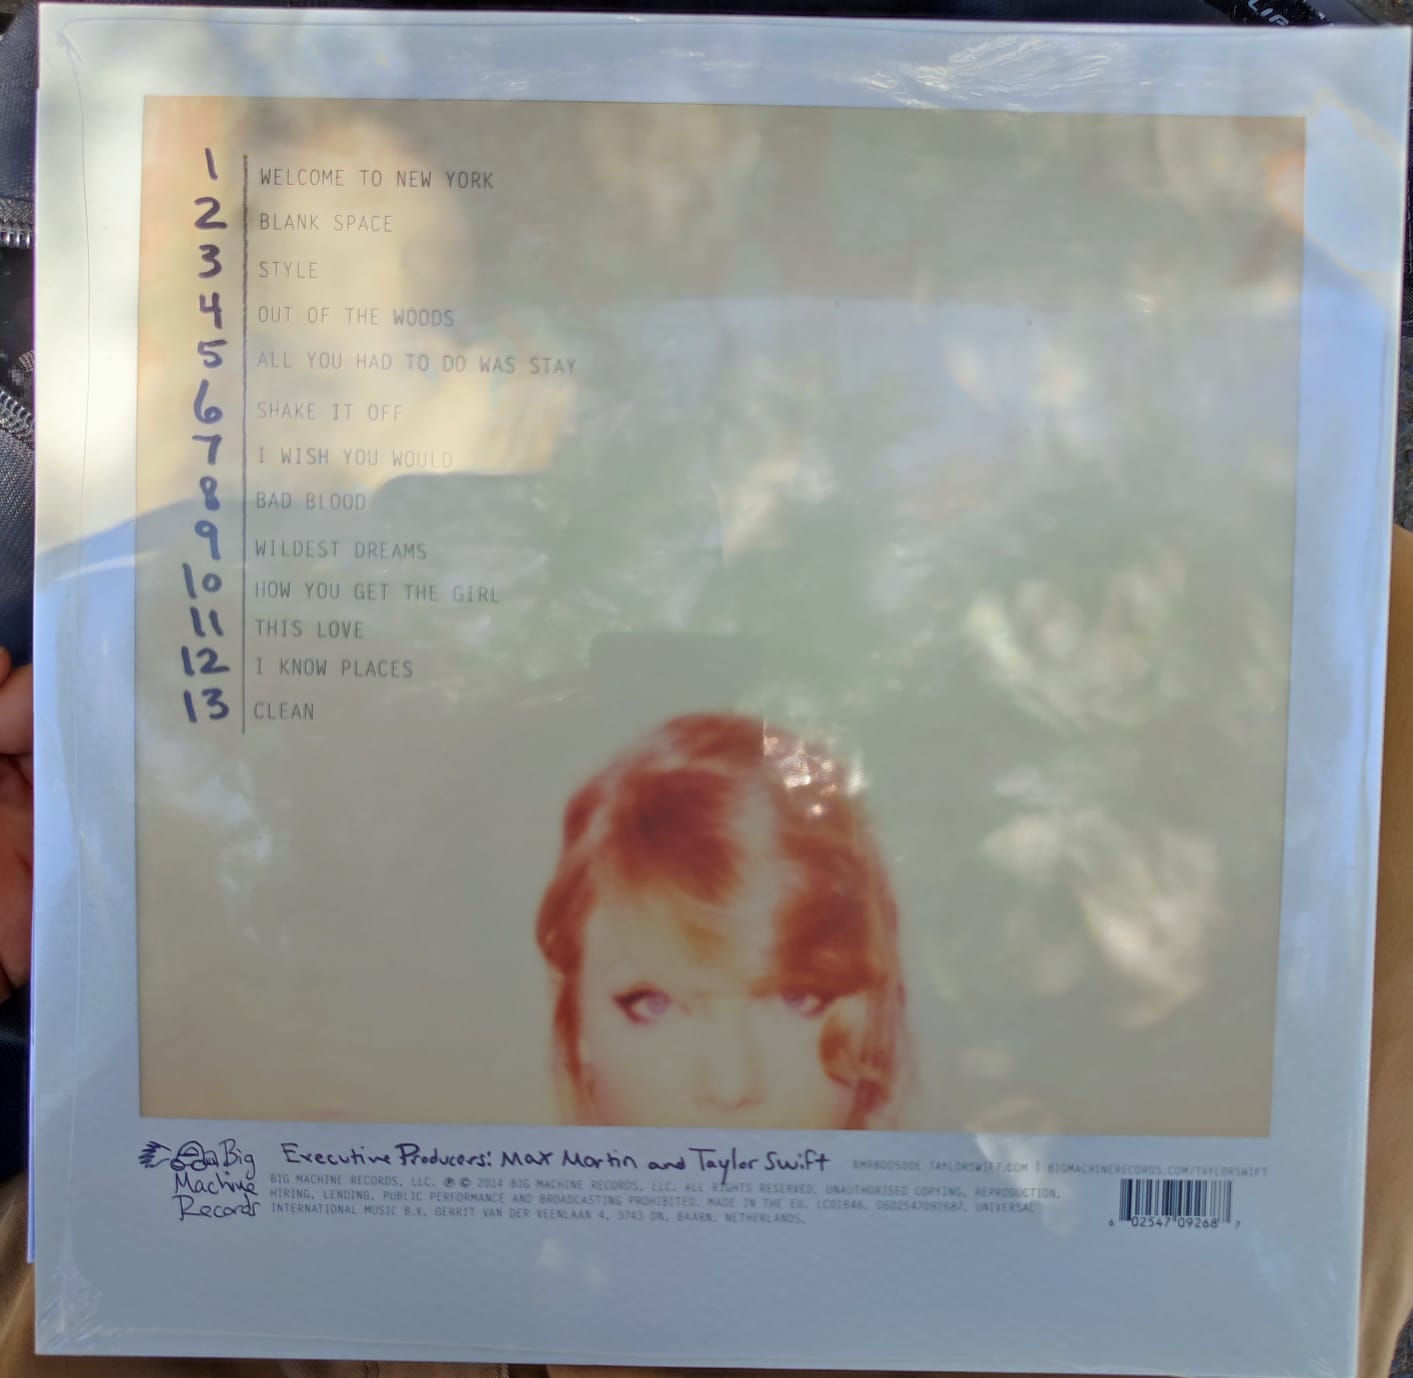 1 WELCOME TO NEW YORK
2 BLANK SPACE
3 STYLE
4 OUT OF THE WOODS
5 ALL YOU HAD TO DO WAS STAY
6 SHAKE IT OFF
7 I WISH YOU WOULD
8 BAD BLOOD
9 WILDEST DREAMS
10 HOW YOU GET THE GIRL
11 THIS LOVE
12 I KNOW PLACES
13 CLEAN
Big
Machine
Records
Executive Producers: Max Martin and Taylor Swift
BMRBD0500E TAYLORSWIFT.COM | BIGMACHINERECORDS.COM/TAYLORSWIFT
BIG MACHINE RECORDS, LLC. ℗ © 2014 BIG MACHINE RECORDS, LLC. ALL RIGHTS RESERVED. UNAUTHORISED COPYING, REPRODUCTION,
HIRING, LENDING, PUBLIC PERFORMANCE AND BROADCASTING PROHIBITED. MADE IN THE EU. LC01846. 0602547092687. UNIVERSAL
INTERNATIONAL MUSIC B.V. GERRIT VAN DER VEENLAAN 4, 3743 DN, BAARN, NETHERLANDS.
6 02547 09268 7